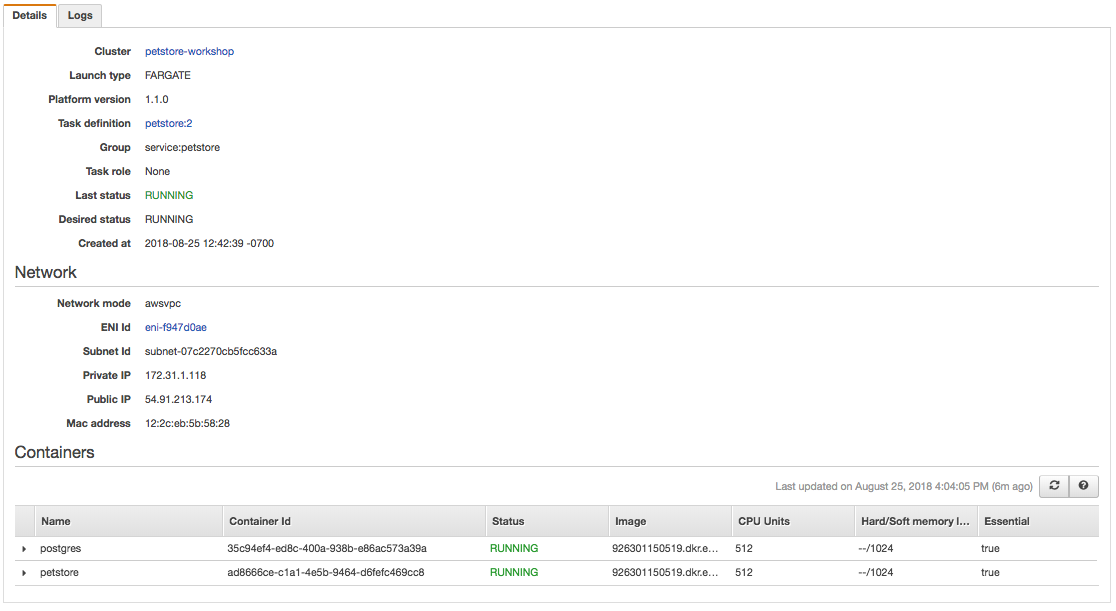 Details Logs
Cluster petstore-workshop
Launch type FARGATE
Platform version 1.1.0
Task definition petstore:2
Group service:petstore
Task role None
Last status RUNNING
Desired status RUNNING
Created at 2018-08-25 12:42:39 -0700
Network
Network mode awsvpc
ENI Id eni-f947d0ae
Subnet Id subnet-07c2270cb5fcc633a
Private IP 172.31.1.118
Public IP 54.91.213.174
Mac address 12:2c:eb:5b:58:28
Containers
Last updated on August 25, 2018 4:04:05 PM (6m ago)
Name Container Id Status Image CPU Units Hard/Soft memory l... Essential
postgres 35c94ef4-ed8c-400a-938b-e86ac573a39a RUNNING 926301150519.dkr.e... 512 --/1024 true
petstore ad8666ce-c1a1-4e5b-9464-d6fefc469cc8 RUNNING 926301150519.dkr.e... 512 --/1024 true